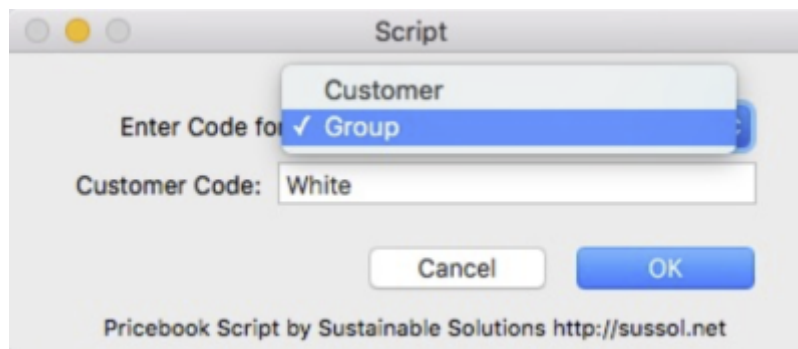 Script
Customer
Enter Code fo ✓ Group
Customer Code: White
Cancel OK
Pricebook Script by Sustainable Solutions http://sussol.net